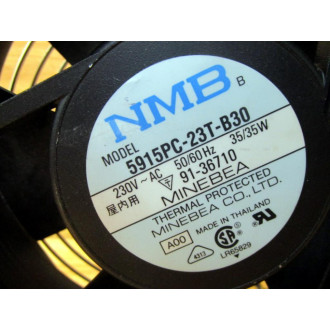 NMB B
MODEL 5915PC-23T-B30
230V~AC 50/60Hz 35/35W
屋内用 91-36710
MINEBEA
THERMAL PROTECTED
MINEBEA CO., LTD.
A00 MADE IN THAILAND
4313 LR65829